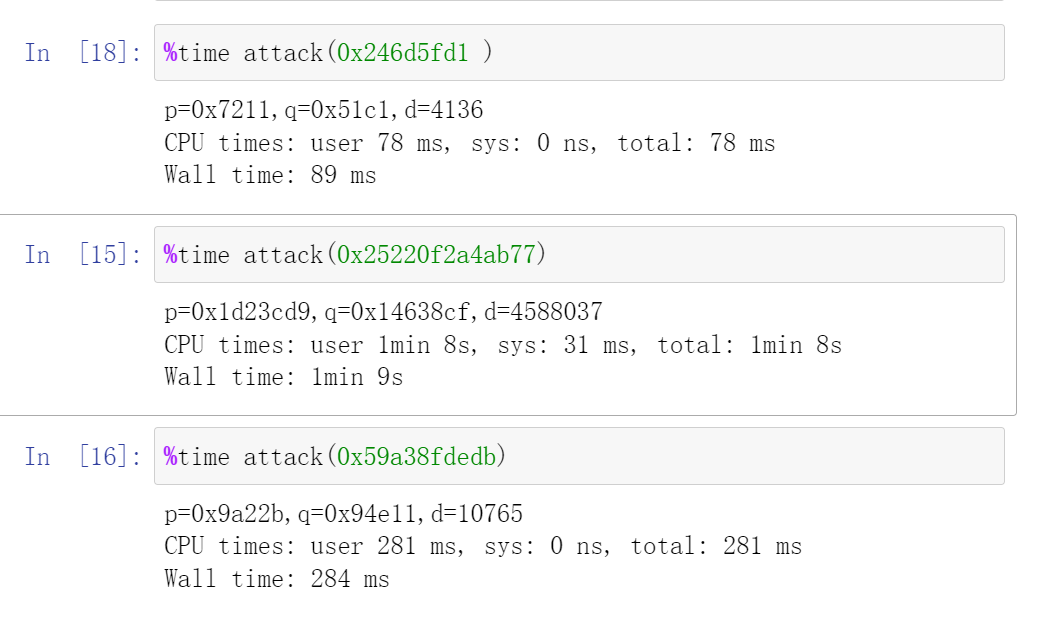 In [18]: %time attack(0x246d5fd1 )
p=0x7211,q=0x51c1,d=4136
CPU times: user 78 ms, sys: 0 ns, total: 78 ms
Wall time: 89 ms
In [15]: %time attack(0x25220f2a4ab77)
p=0x1d23cd9,q=0x14638cf,d=4588037
CPU times: user 1min 8s, sys: 31 ms, total: 1min 8s
Wall time: 1min 9s
In [16]: %time attack(0x59a38fdedb)
p=0x9a22b,q=0x94e11,d=10765
CPU times: user 281 ms, sys: 0 ns, total: 281 ms
Wall time: 284 ms